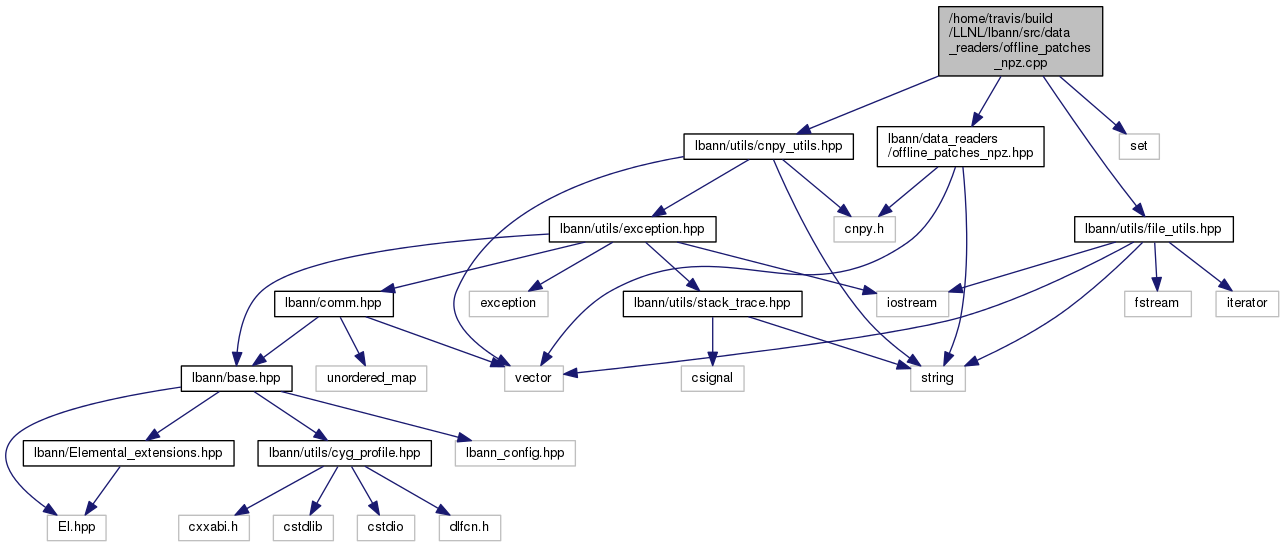 /home/travis/build
/LLNL/lbann/src/data
_readers/offline_patches
_npz.cpp
lbann/utils/cnpy_utils.hpp
lbann/data_readers
/offline_patches_npz.hpp
set
lbann/utils/exception.hpp
cnpy.h
lbann/utils/file_utils.hpp
lbann/comm.hpp
exception
lbann/utils/stack_trace.hpp
iostream
fstream
iterator
lbann/base.hpp
unordered_map
vector
csignal
string
lbann/Elemental_extensions.hpp
lbann/utils/cyg_profile.hpp
lbann_config.hpp
El.hpp
cxxabi.h
cstdlib
cstdio
dlfcn.h